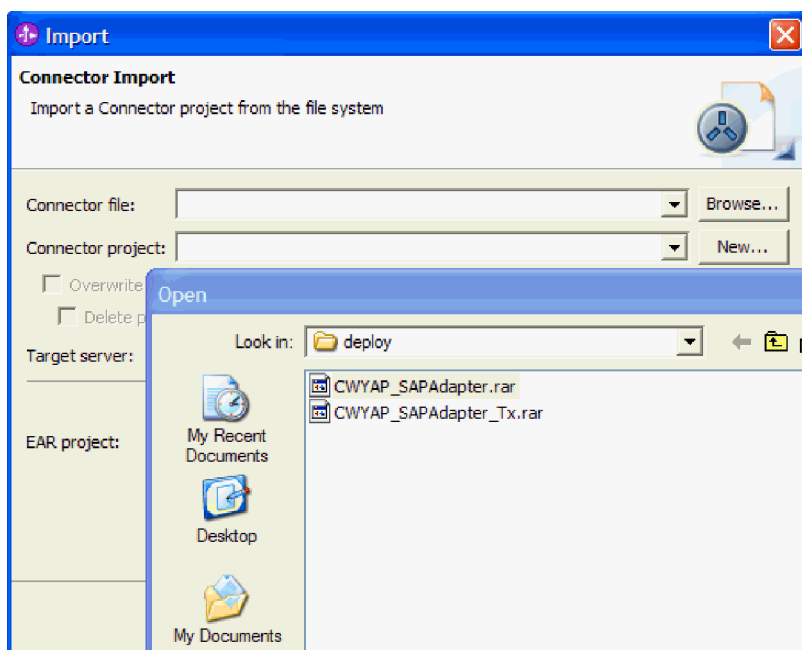 Import
Connector Import
Import a Connector project from the file system
Connector file:
Browse...
Connector project:
New...
Overwrite
Delete p
Open
Target server:
Look in:
deploy
CWYAP_SAPAdapter.rar
CWYAP_SAPAdapter_Tx.rar
My Recent
Documents
EAR project:
Desktop
My Documents